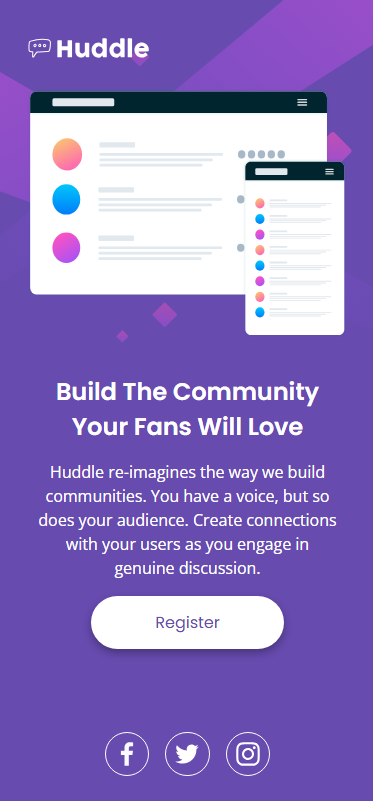 Huddle
Build The Community
Your Fans Will Love
Huddle re-imagines the way we build
communities. You have a voice, but so
does your audience. Create connections
with your users as you engage in
genuine discussion.
Register